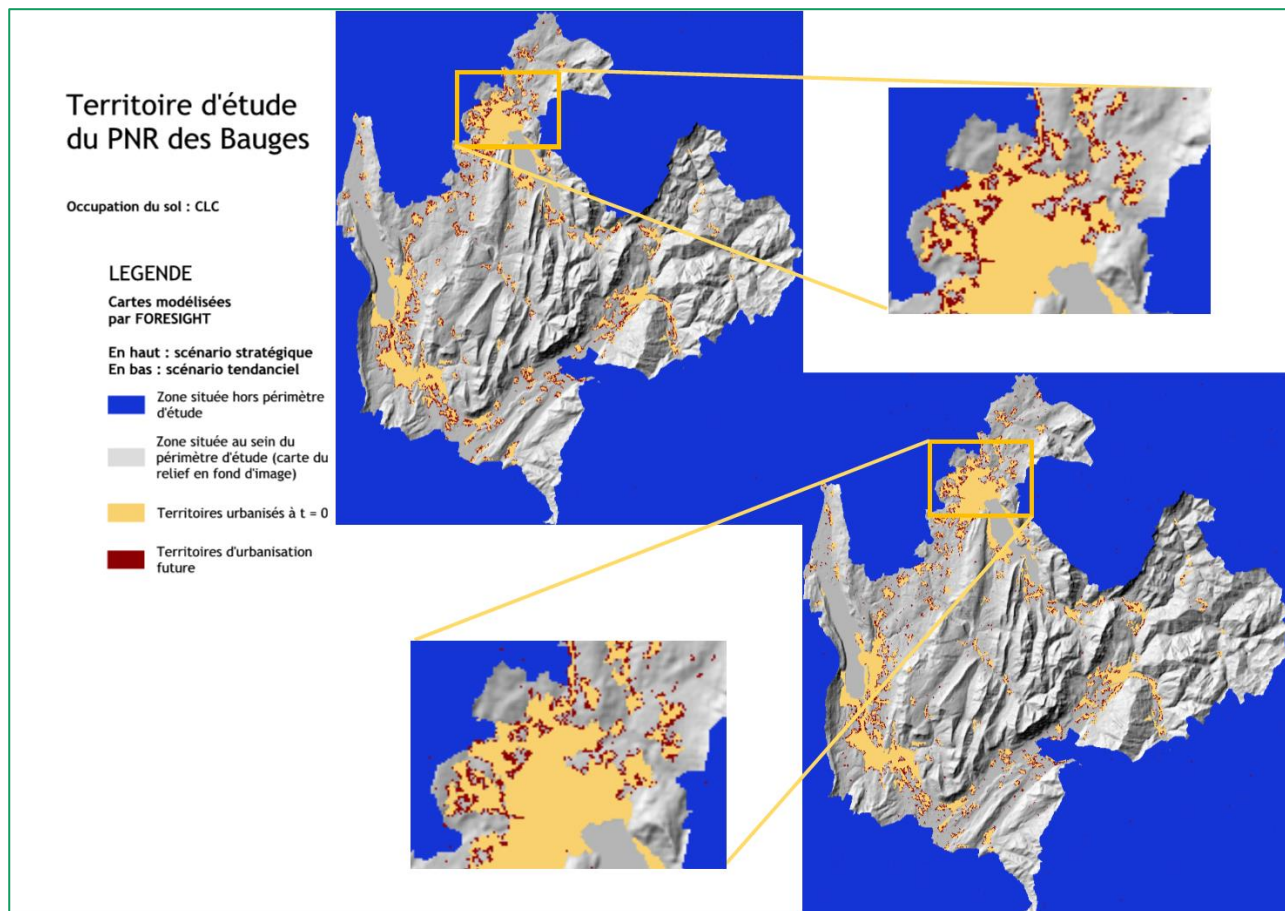 Territoire d'étude
du PNR des Bauges
Occupation du sol : CLC
LEGENDE
Cartes modélisées
par FORESIGHT
En haut : scénario stratégique
En bas : scénario tendanciel
Zone située hors périmètre
d'étude
Zone située au sein du
périmètre d'étude (carte du
relief en fond d'image)
Territoires urbanisés à t = 0
Territoires d'urbanisation
future